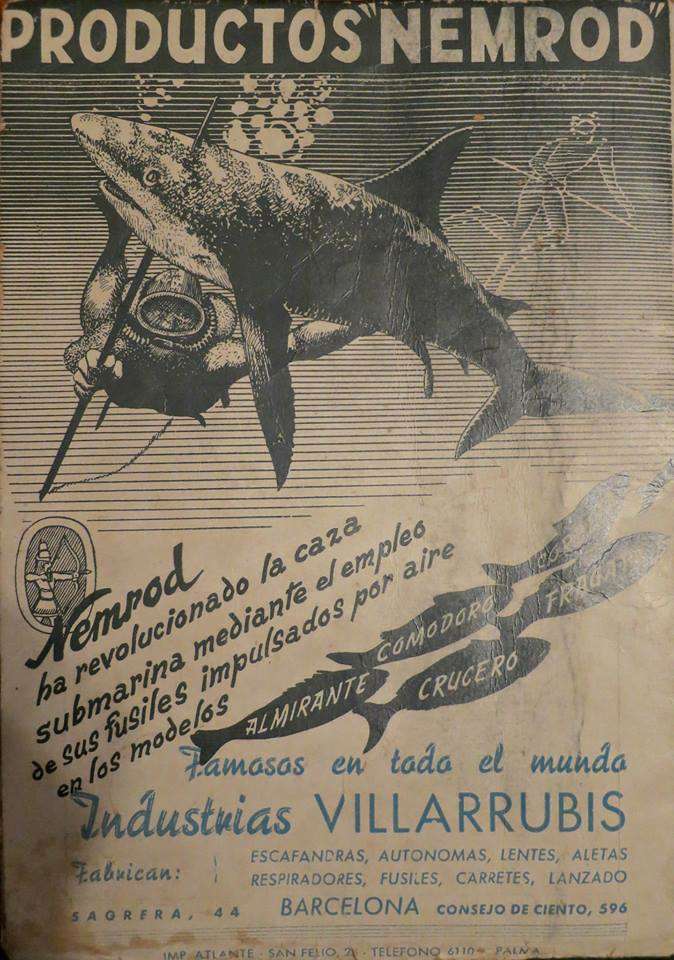 PRODUCTOS "NEMROD"
Nemrod
ha revolucionado la caza
submarina mediante el empleo
de sus fusiles impulsados por aire
en los modelos
COMODORO
FRAGATA
ALMIRANTE
CRUCERO
Famosos en todo el mundo
Industrias VILLARRUBIS
Fabrican:
ESCAFANDRAS, AUTONOMAS, LENTES, ALETAS
RESPIRADORES, FUSILES, CARRETES, LANZADO
SAGRERA, 44 BARCELONA CONSEJO DE CIENTO, 596
IMP. ATLANTE - SAN FELIO, - TELEFONO 6110 - PALMA